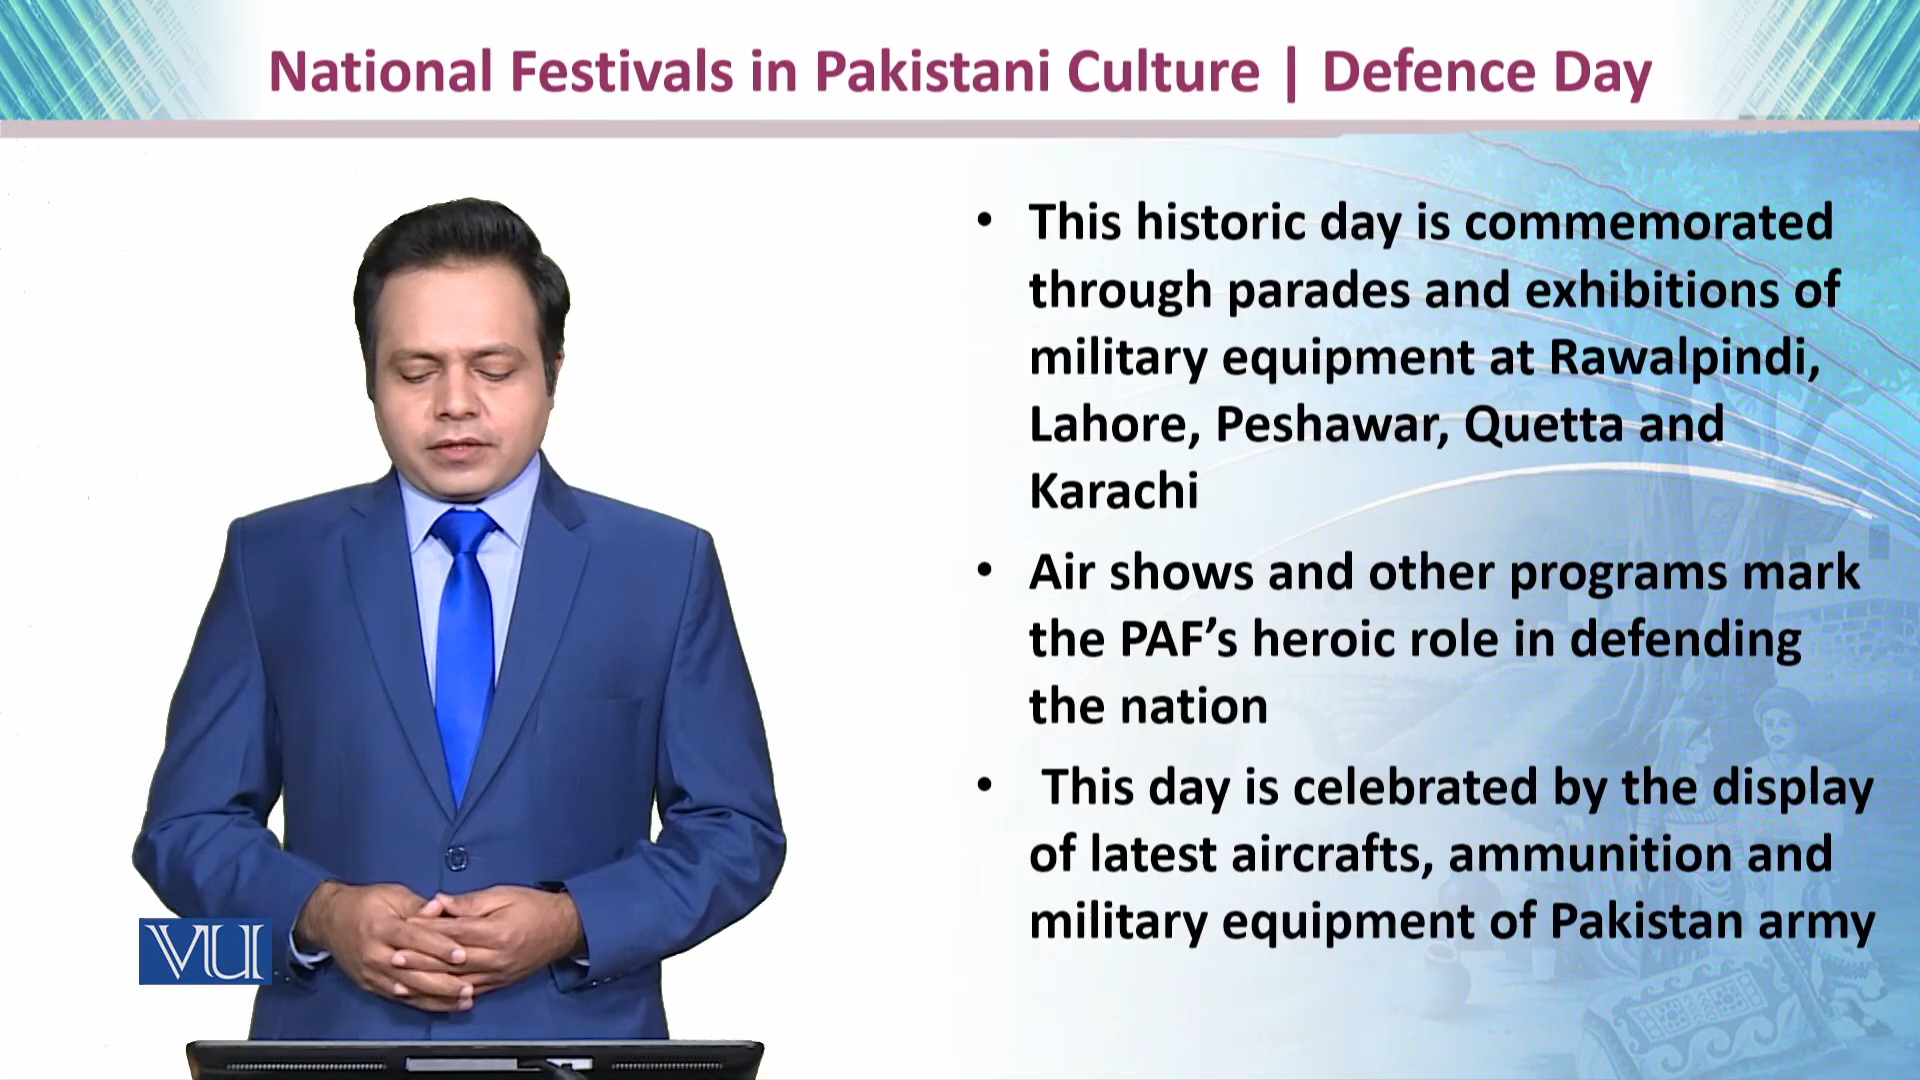 National Festivals in Pakistani Culture | Defence Day
• This historic day is commemorated
through parades and exhibitions of
military equipment at Rawalpindi,
Lahore, Peshawar, Quetta and
Karachi
• Air shows and other programs mark
the PAF’s heroic role in defending
the nation
• This day is celebrated by the display
of latest aircrafts, ammunition and
military equipment of Pakistan army
VU